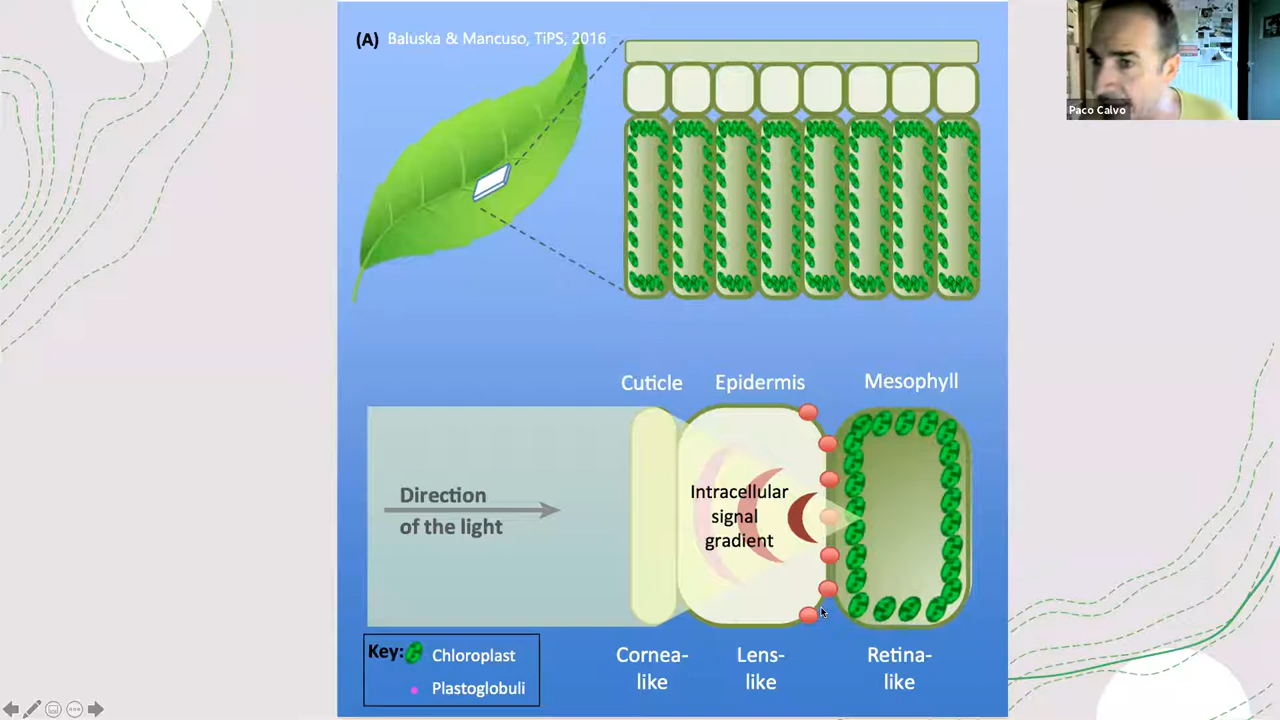 (A) Baluska & Mancuso, TiPS, 2016
Paco Calvo
Cuticle Epidermis Mesophyll
Direction
of the light
Intracellular
signal
gradient
Key: Chloroplast
Plastoglobuli
Cornea-
like
Lens-
like
Retina-
like